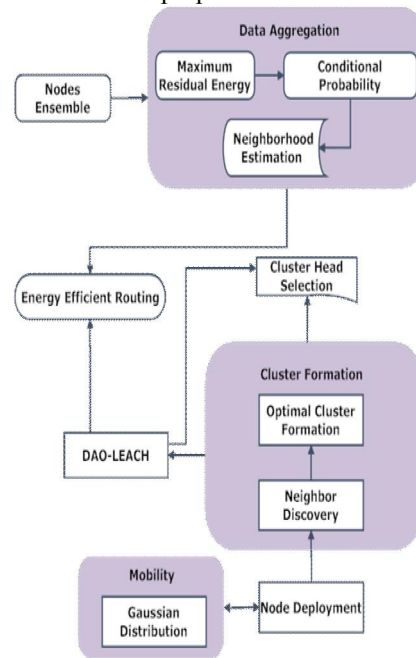 Data Aggregation
Maximum
Residual Energy
Conditional
Probability
Nodes
Ensemble
Neighborhood
Estimation
Energy Efficient Routing
Cluster Head
Selection
Cluster Formation
Optimal Cluster
Formation
DAO-LEACH
Neighbor
Discovery
Mobility
Gaussian
Distribution
Node Deployment